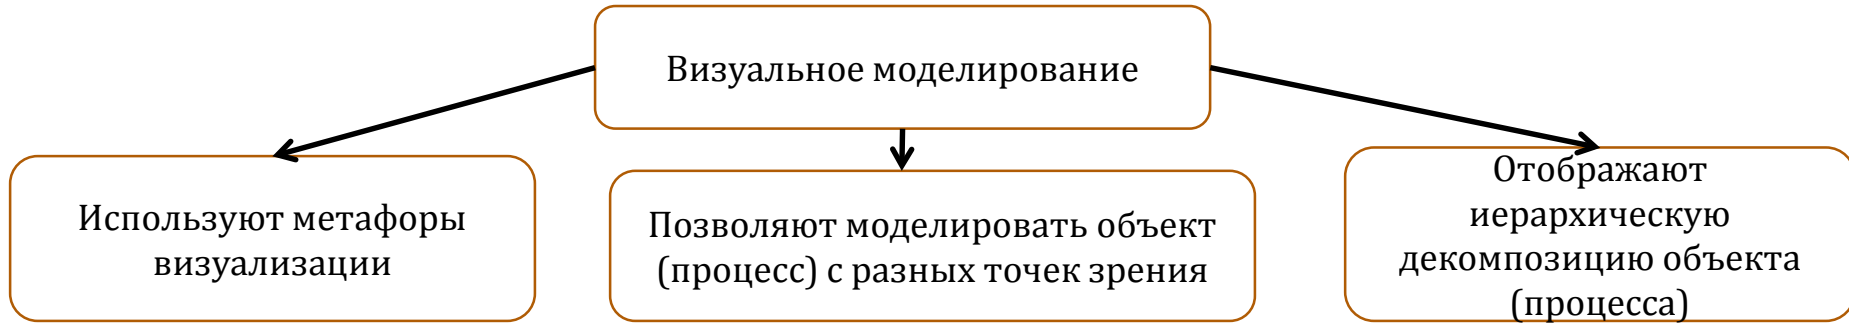 Визуальное моделирование
Используют метафоры
визуализации
Позволяют моделировать объект
(процесс) с разных точек зрения
Отображают
иерархическую
декомпозицию объекта
(процесса)